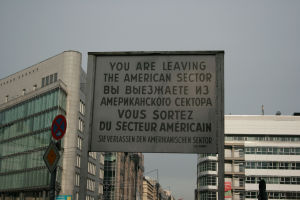 YOU ARE LEAVING
THE AMERICAN SECTOR
ВЫ ВЫЕЗЖАЕТЕ ИЗ
АМЕРИКАНСКОГО СЕКТОРА
VOUS SORTEZ
DU SECTEUR AMÉRICAIN
SIE VERLASSEN DEN AMERIKANISCHEN SEKTOR